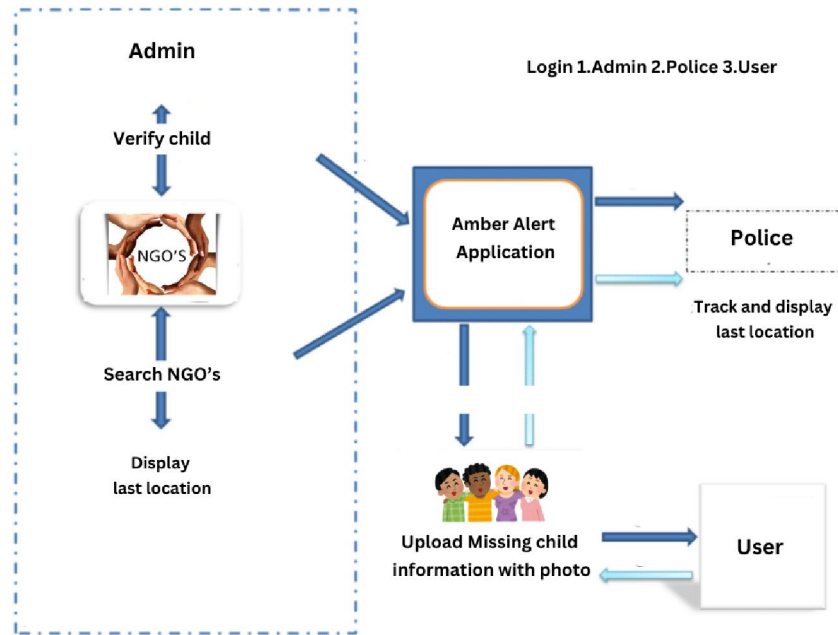 Admin
Login 1.Admin 2.Police 3.User
Verify child
NGO'S
Amber Alert
Application
Police
Track and display
last location
Search NGO's
Display
last location
Upload Missing child
information with photo
User